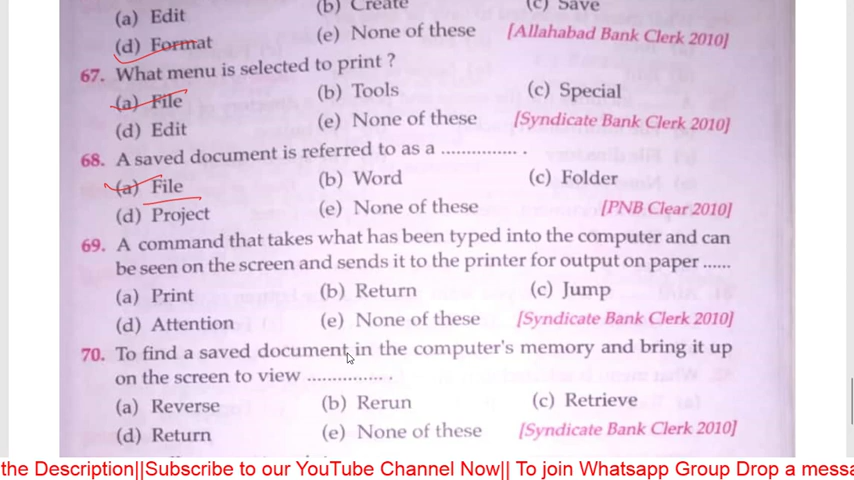 (a) Edit (b) Create (c) Save
(d) Format (e) None of these [Allahabad Bank Clerk 2010]
67. What menu is selected to print ?
(a) File (b) Tools (c) Special
(d) Edit (e) None of these [Syndicate Bank Clerk 2010]
68. A saved document is referred to as a ............... .
(a) File (b) Word (c) Folder
(d) Project (e) None of these [PNB Clear 2010]
69. A command that takes what has been typed into the computer and can
be seen on the screen and sends it to the printer for output on paper ......
(a) Print (b) Return (c) Jump
(d) Attention (e) None of these [Syndicate Bank Clerk 2010]
70. To find a saved document in the computer's memory and bring it up
on the screen to view ............... .
(a) Reverse (b) Rerun (c) Retrieve
(d) Return (e) None of these [Syndicate Bank Clerk 2010]
the Description||Subscribe to our YouTube Channel Now|| To join Whatsapp Group Drop a messa